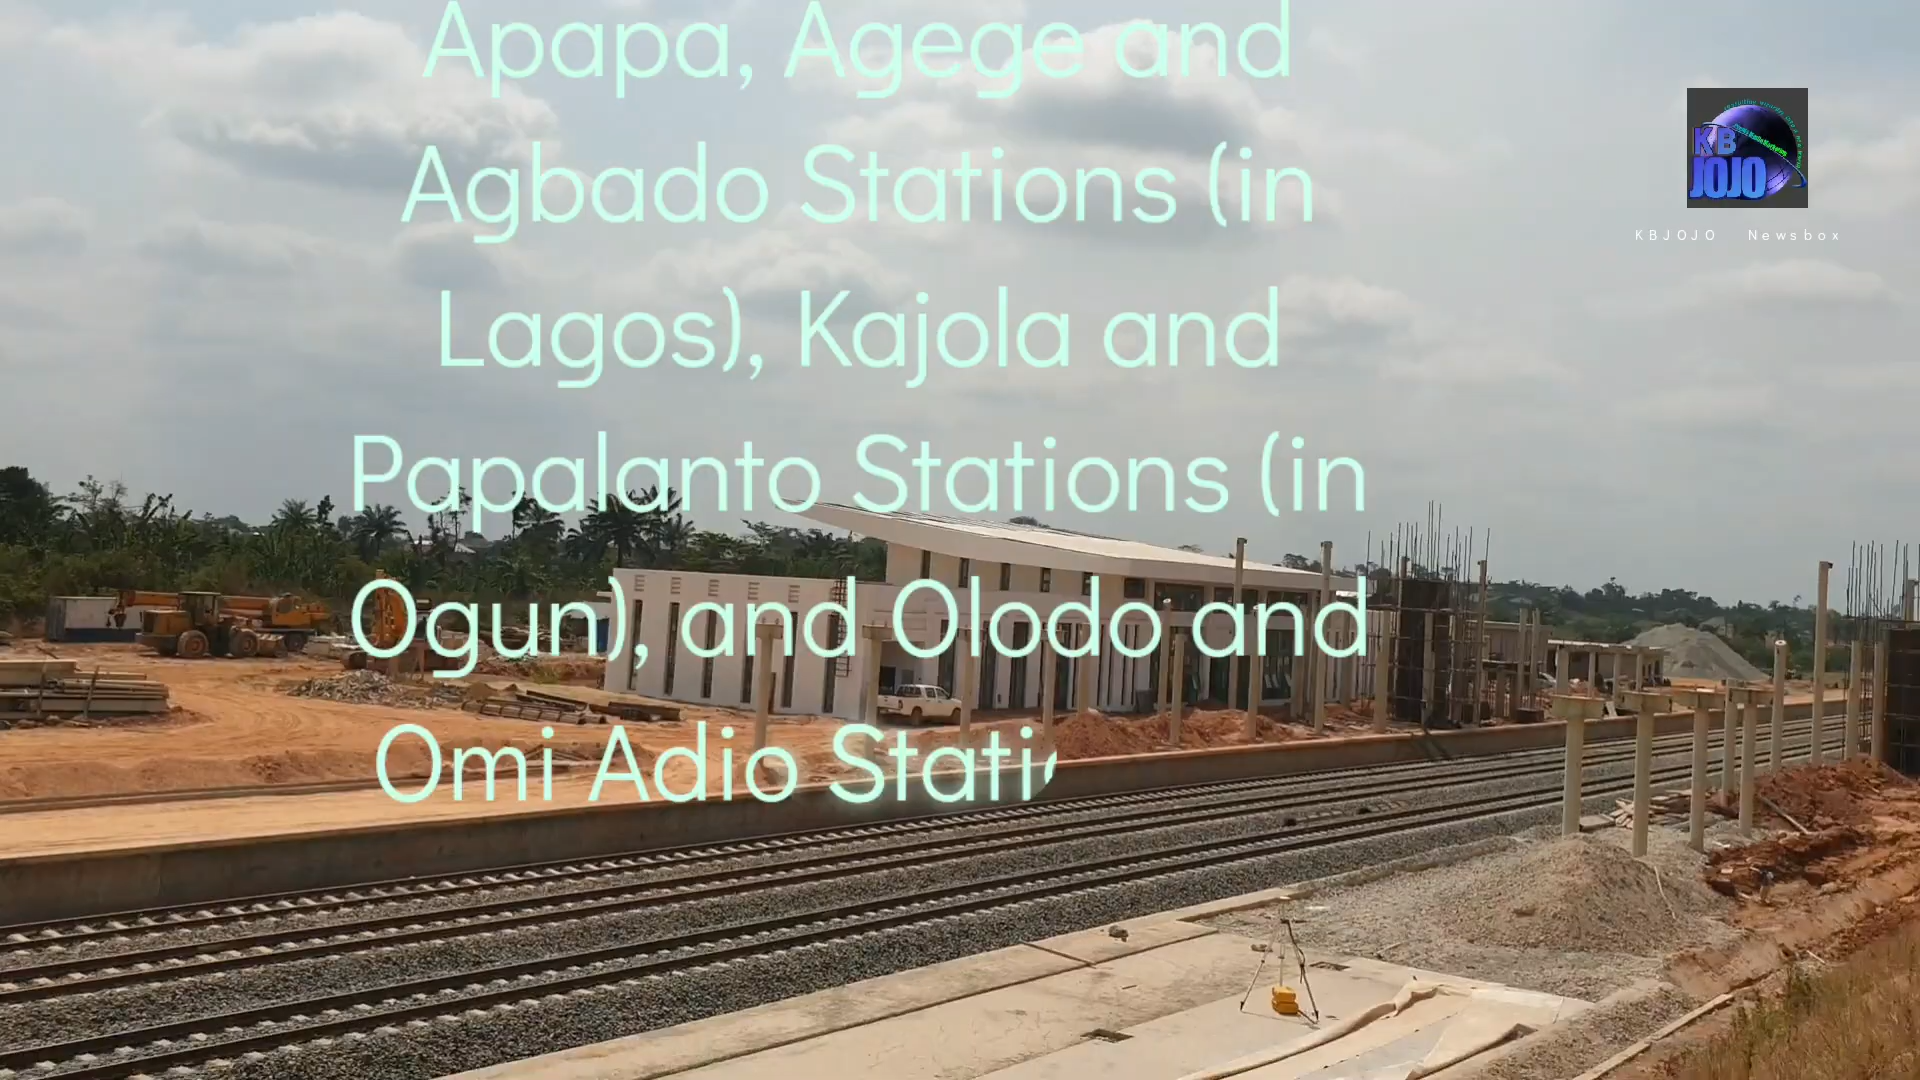 Apapa, Agege and
Agbado Stations (in
Lagos), Kajola and
Papalanto Stations (in
Ogun), and Olodo and
Omi Adio Stati
KB
JOJO
KBJOJO Newsbox